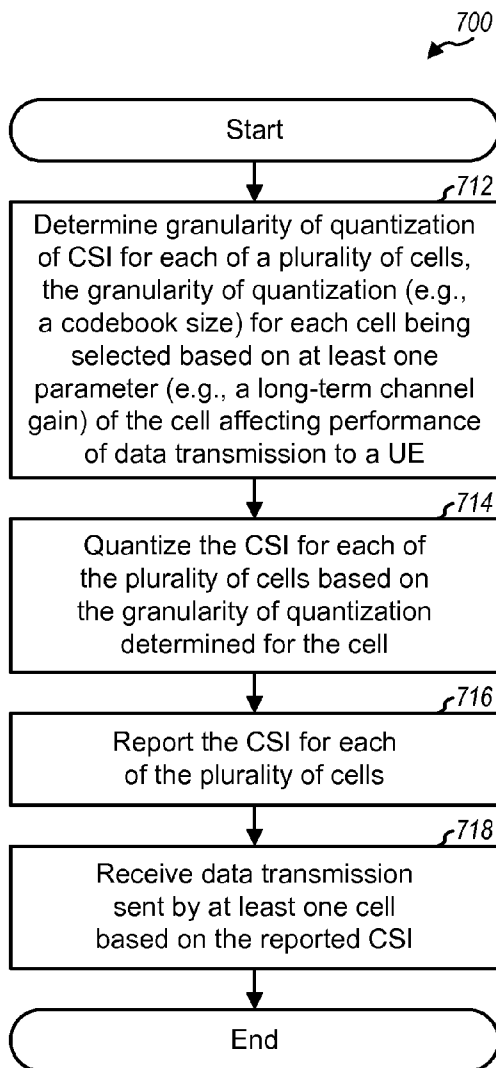 700
Start
712
Determine granularity of quantization
of CSI for each of a plurality of cells,
the granularity of quantization (e.g.,
a codebook size) for each cell being
selected based on at least one
parameter (e.g., a long-term channel
gain) of the cell affecting performance
of data transmission to a UE
714
Quantize the CSI for each of
the plurality of cells based on
the granularity of quantization
determined for the cell
716
Report the CSI for each
of the plurality of cells
718
Receive data transmission
sent by at least one cell
based on the reported CSI
End